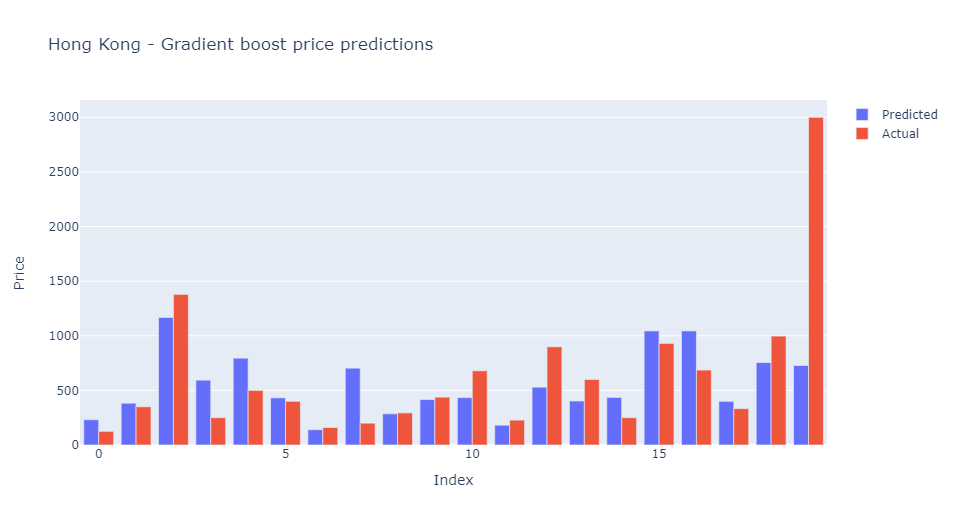 Hong Kong - Gradient boost price predictions
Predicted
Actual
3000
2500
2000
1500
1000
500
0
Price
0 5 10 15
Index